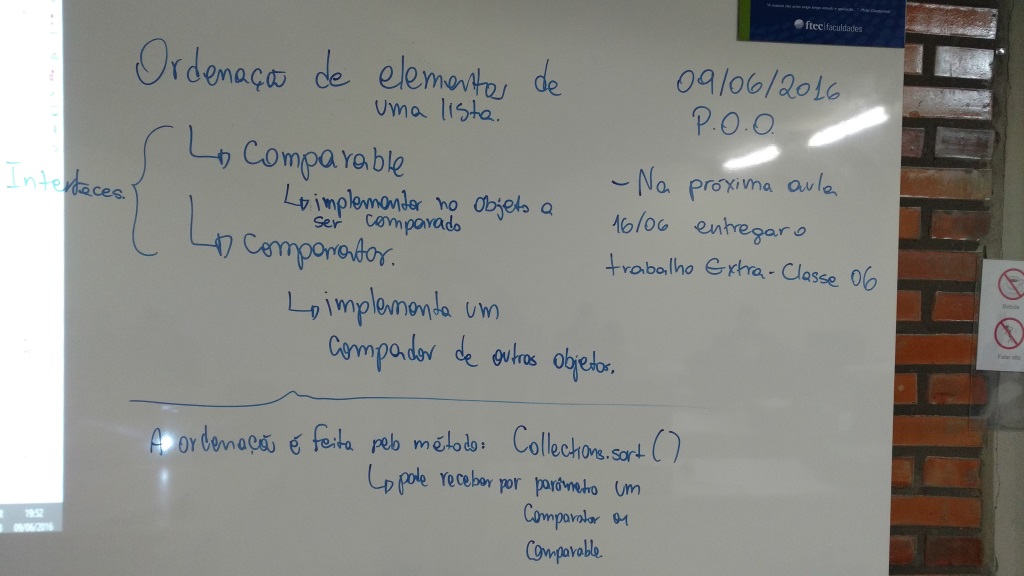 ftec|faculdades
Ordenação de elementos de
uma lista.
09/06/2016
P.O.O.
Interfaces.
Comparable
implementar no objeto a
ser comparado
Comparator.
implementa um
Compador de outros objetos.
- Na próxima aula
16/06 entregar o
trabalho Extra-Classe 06
A ordenação é feita pelo método: Collections.sort()
pode receber por parâmetro um
Comparator ou
Comparable
19:52
09/06/2016